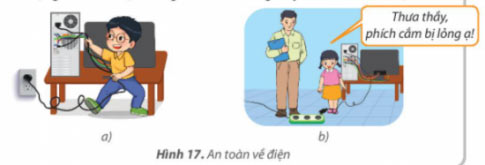 Thưa thầy,
phích cắm bị lỏng ạ!
a)
b)
Hình 17. An toàn về điện